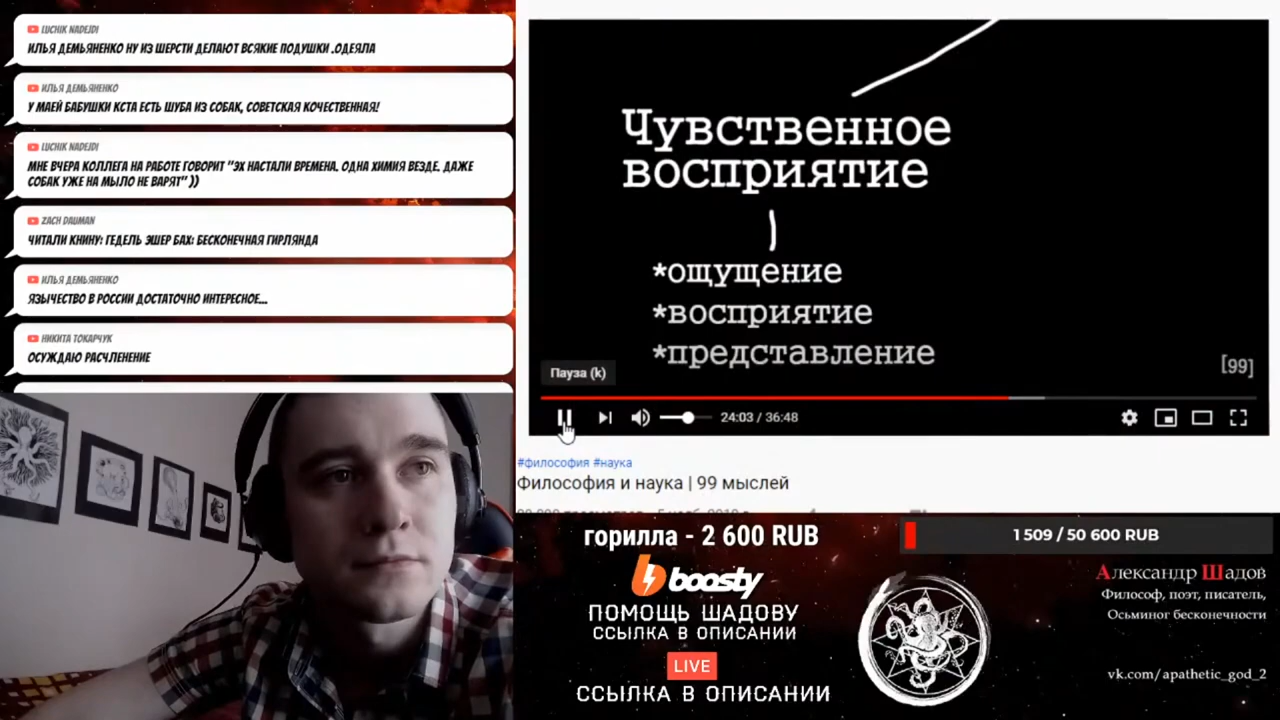 LUCHIK NADEJDI
ИЛЬЯ ДЕМЬЯНЕНКО НУ ИЗ ШЕРСТИ ДЕЛАЮТ ВСЯКИЕ ПОДУШКИ .ОДЕЯЛА
ИЛЬЯ ДЕМЬЯНЕНКО
У МАЕЙ БАБУШКИ КСТА ЕСТЬ ШУБА ИЗ СОБАК, СОВЕТСКАЯ КОЧЕСТВЕННАЯ!
LUCHIK NADEJDI
МНЕ ВЧЕРА КОЛЛЕГА НА РАБОТЕ ГОВОРИТ "ЭХ НАСТАЛИ ВРЕМЕНА. ОДНА ХИМИЯ ВЕЗДЕ. ДАЖЕ
СОБАК УЖЕ НА МЫЛО НЕ ВАРЯТ" ))
ZACH DAUMAN
ЧИТАЛИ КНИНУ: ГЕДЕЛЬ ЭШЕР БАХ: БЕСКОНЕЧНАЯ ГИРЛЯНДА
ИЛЬЯ ДЕМЬЯНЕНКО
ЯЗЫЧЕСТВО В РОССИИ ДОСТАТОЧНО ИНТЕРЕСНОЕ...
НИКИТА ТОКАРЧУК
ОСУЖДАЮ РАСЧЛЕНЕНИЕ
Чувственное
восприятие
*ощущение
*восприятие
*представление
[99]
Пауза (k)
24:03 / 36:48
#философия #наука
Философия и наука | 99 мыслей
горилла - 2 600 RUB
boosty
ПОМОЩЬ ШАДОВУ
ССЫЛКА В ОПИСАНИИ
LIVE
ССЫЛКА В ОПИСАНИИ
1 509 / 50 600 RUB
Александр Шадов
Философ, поэт, писатель,
Осьминог бесконечности
vk.com/apathetic_god_2